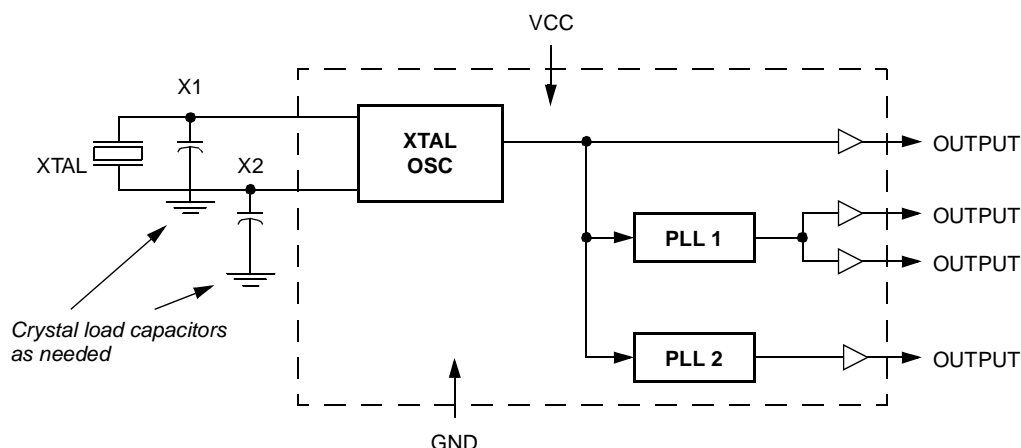 VCC
X1
XTAL
OSC
OUTPUT
XTAL
X2
OUTPUT
PLL 1
OUTPUT
Crystal load capacitors
as needed
PLL 2
OUTPUT
GND